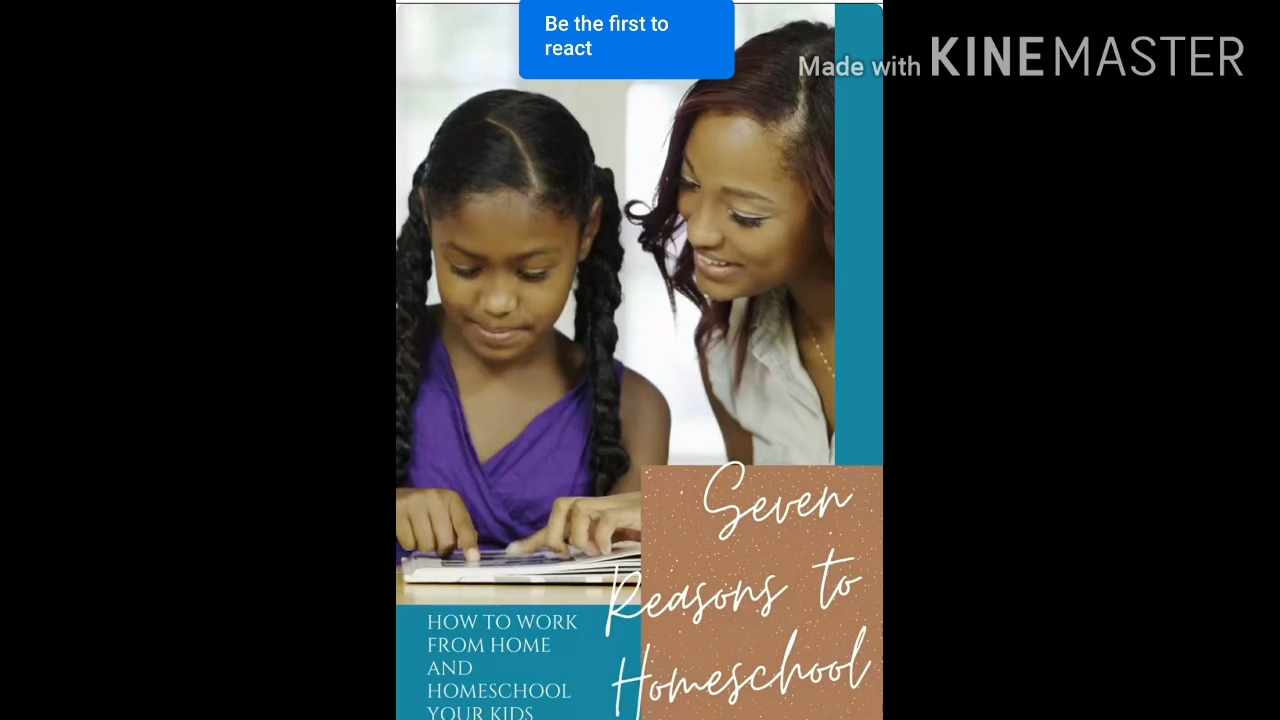 Be the first to
react
Made with KINEMASTER
Seven
Reasons to
Homeschool
HOW TO WORK
FROM HOME
AND
HOMESCHOOL
YOUR KIDS